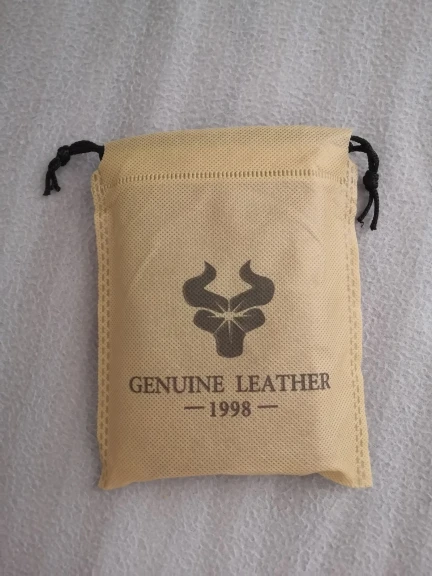 GENUINE LEATHER
— 1998 —